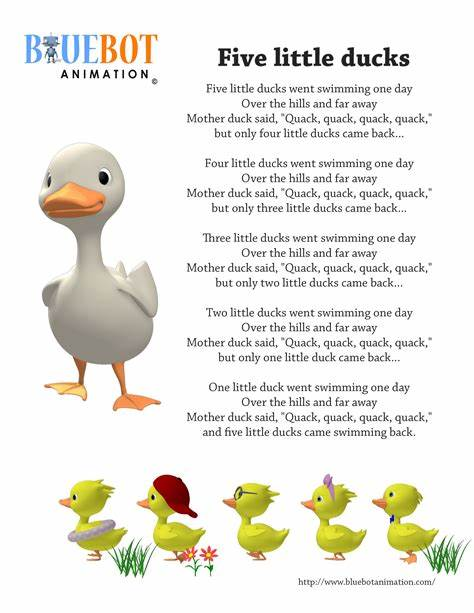 BLUEBOT
ANIMATION©
Five little ducks
Five little ducks went swimming one day
Over the hills and far away
Mother duck said, "Quack, quack, quack, quack,"
but only four little ducks came back...
Four little ducks went swimming one day
Over the hills and far away
Mother duck said, "Quack, quack, quack, quack,"
but only three little ducks came back...
Three little ducks went swimming one day
Over the hills and far away
Mother duck said, "Quack, quack, quack, quack,"
but only two little ducks came back...
Two little ducks went swimming one day
Over the hills and far away
Mother duck said, "Quack, quack, quack, quack,"
but only one little duck came back...
One little duck went swimming one day
Over the hills and far away
Mother duck said, "Quack, quack, quack, quack,"
and five little ducks came swimming back.
http://www.bluebotanimation.com/